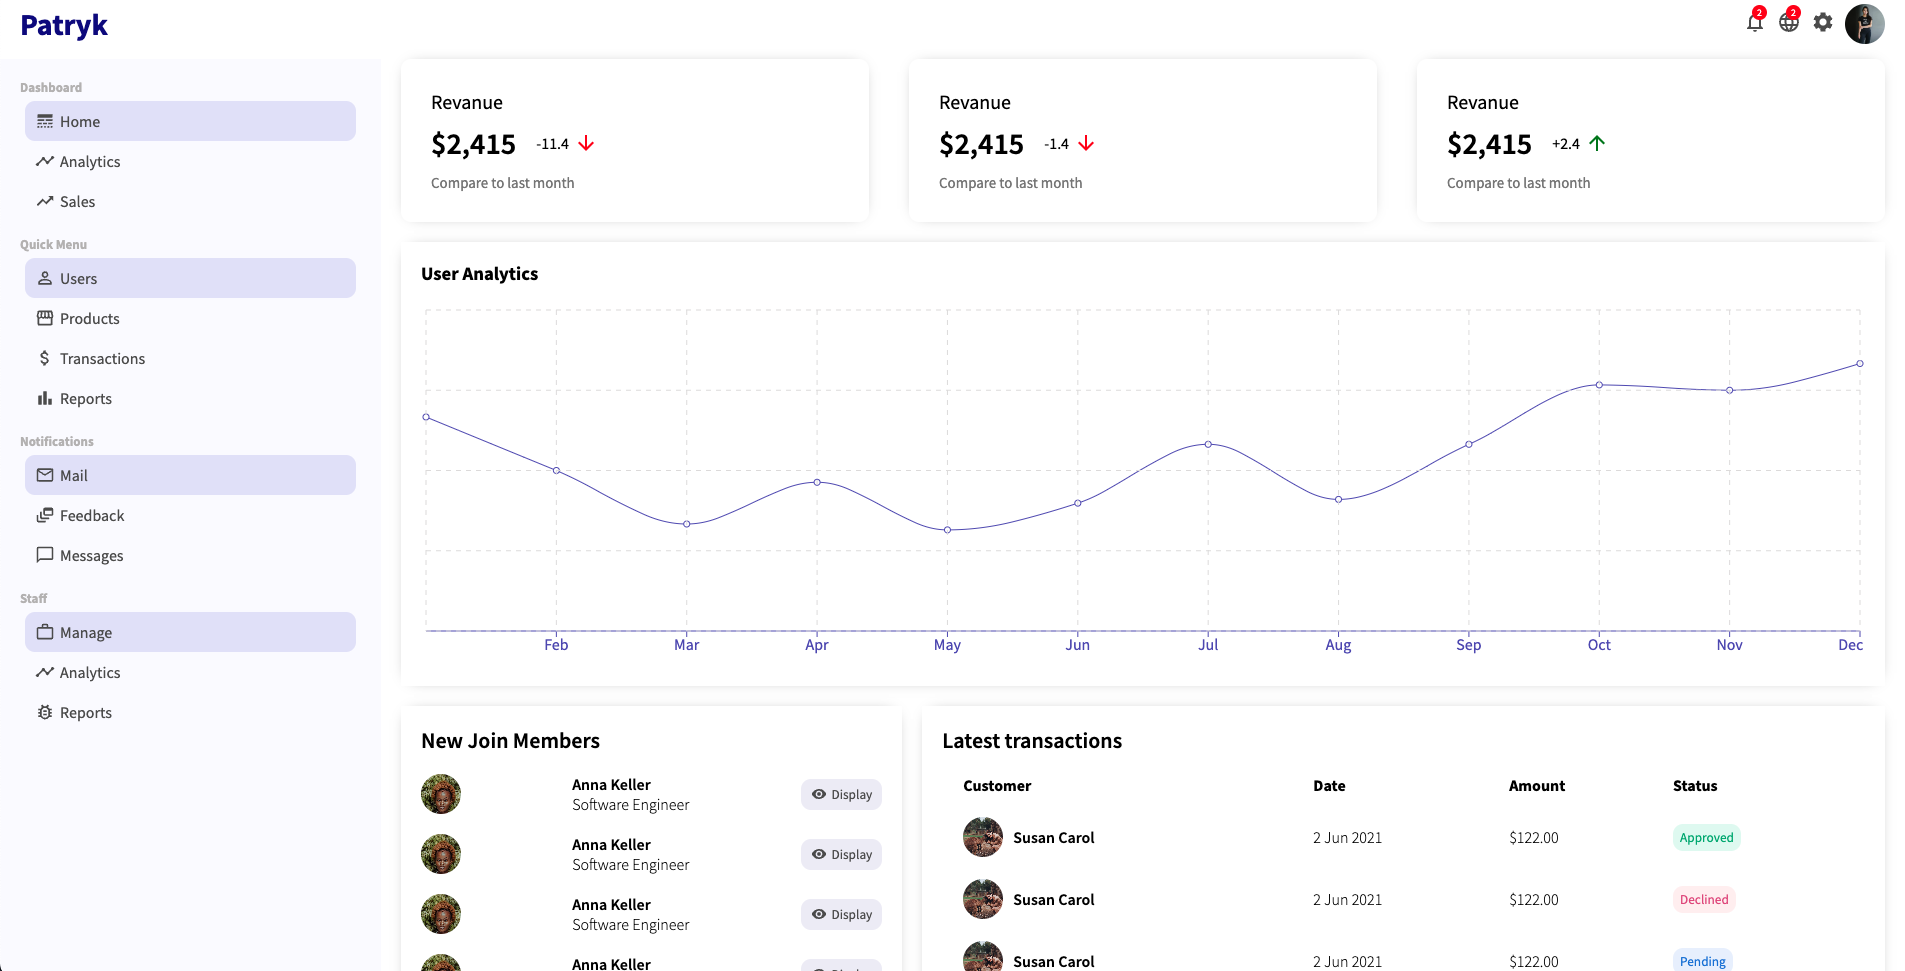 Patryk
2
2
Dashboard
Home
Analytics
Sales
Quick Menu
Users
Products
Transactions
Reports
Notifications
Mail
Feedback
Messages
Staff
Manage
Analytics
Reports
Revanue
$2,415 -11.4
Compare to last month
Revanue
$2,415 -1.4
Compare to last month
Revanue
$2,415 +2.4
Compare to last month
User Analytics
Feb Mar Apr May Jun Jul Aug Sep Oct Nov Dec
New Join Members
Anna Keller
Software Engineer
Display
Anna Keller
Software Engineer
Display
Anna Keller
Software Engineer
Display
Anna Keller
Latest transactions
Customer Date Amount Status
Susan Carol 2 Jun 2021 $122.00 Approved
Susan Carol 2 Jun 2021 $122.00 Declined
Susan Carol 2 Jun 2021 $122.00 Pending